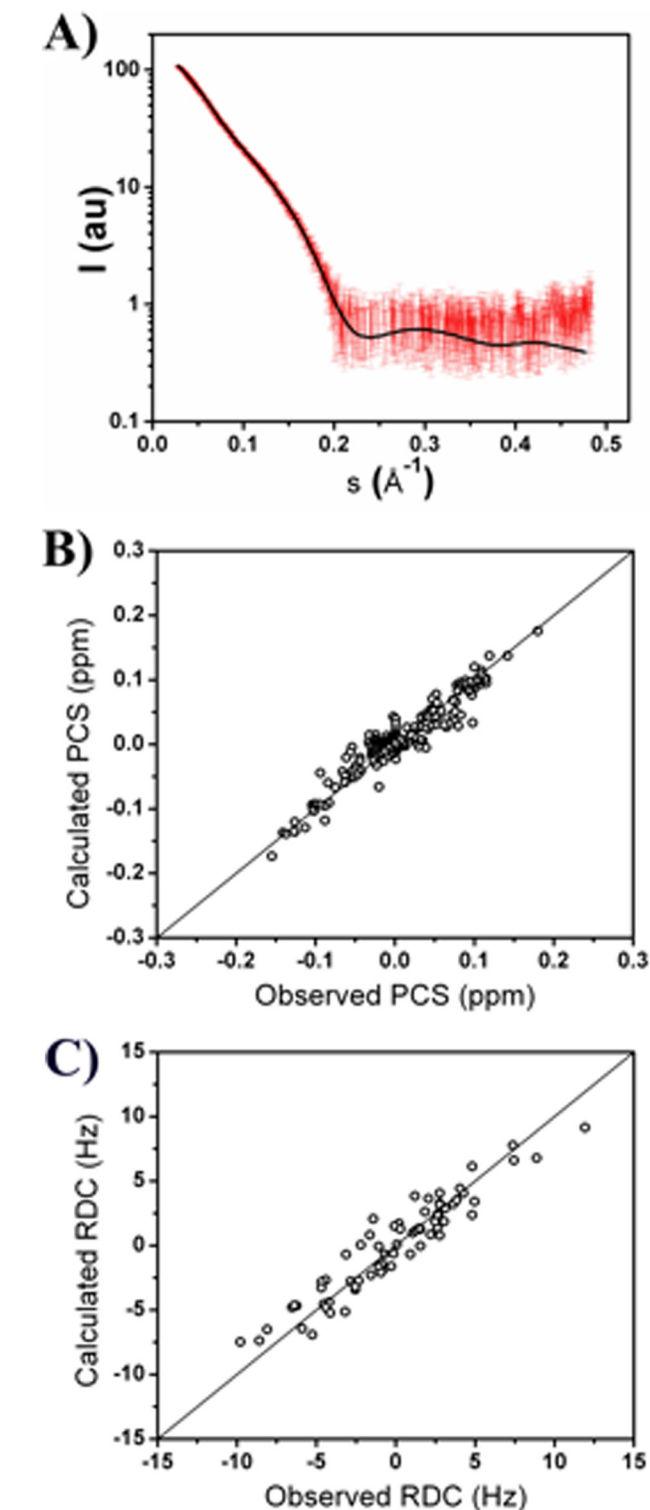 A)
100
10
1
0.1
I (au)
0.0 0.1 0.2 0.3 0.4 0.5
s (Å⁻¹)
B)
0.3
0.2
0.1
0.0
-0.1
-0.2
-0.3
Calculated PCS (ppm)
-0.3 -0.2 -0.1 0.0 0.1 0.2 0.3
Observed PCS (ppm)
C)
15
10
5
0
-5
-10
-15
Calculated RDC (Hz)
-15 -10 -5 0 5 10 15
Observed RDC (Hz)